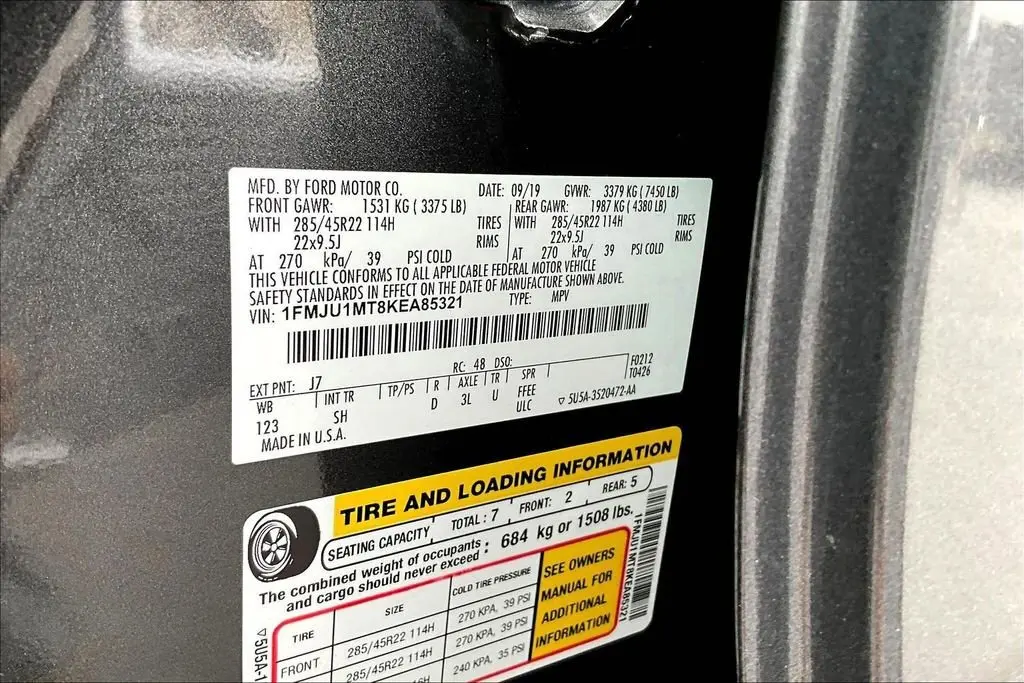 MFD. BY FORD MOTOR CO. DATE: 09/19 GVWR: 3379 KG ( 7450 LB)
FRONT GAWR: 1531 KG ( 3375 LB) REAR GAWR: 1987 KG ( 4380 LB)
WITH 285/45R22 114H TIRES WITH 285/45R22 114H TIRES
22x9.5J RIMS 22x9.5J RIMS
AT 270 kPa/ 39 PSI COLD AT 270 kPa/ 39 PSI COLD
THIS VEHICLE CONFORMS TO ALL APPLICABLE FEDERAL MOTOR VEHICLE
SAFETY STANDARDS IN EFFECT ON THE DATE OF MANUFACTURE SHOWN ABOVE.
VIN: 1FMJU1MT8KEA85321 TYPE: MPV
RC: 48 DSO: F0212
EXT PNT: J7 T0426
WB INT TR TP/PS R AXLE TR SPR
123 SH D 3L U FFEE
ULC ▽ 5U5A-3520472-AA
MADE IN U.S.A.
TIRE AND LOADING INFORMATION
SEATING CAPACITY TOTAL : 7 FRONT: 2 REAR: 5
The combined weight of occupants
and cargo should never exceed : 684 kg or 1508 lbs.
TIRE SIZE COLD TIRE PRESSURE
FRONT 285/45R22 114H 270 KPA, 39 PSI
285/45R22 114H 270 KPA, 39 PSI
240 KPA, 35 PSI
SEE OWNERS
MANUAL FOR
ADDITIONAL
INFORMATION
1FMJU1MT8KEA85321
▽5U5A-1